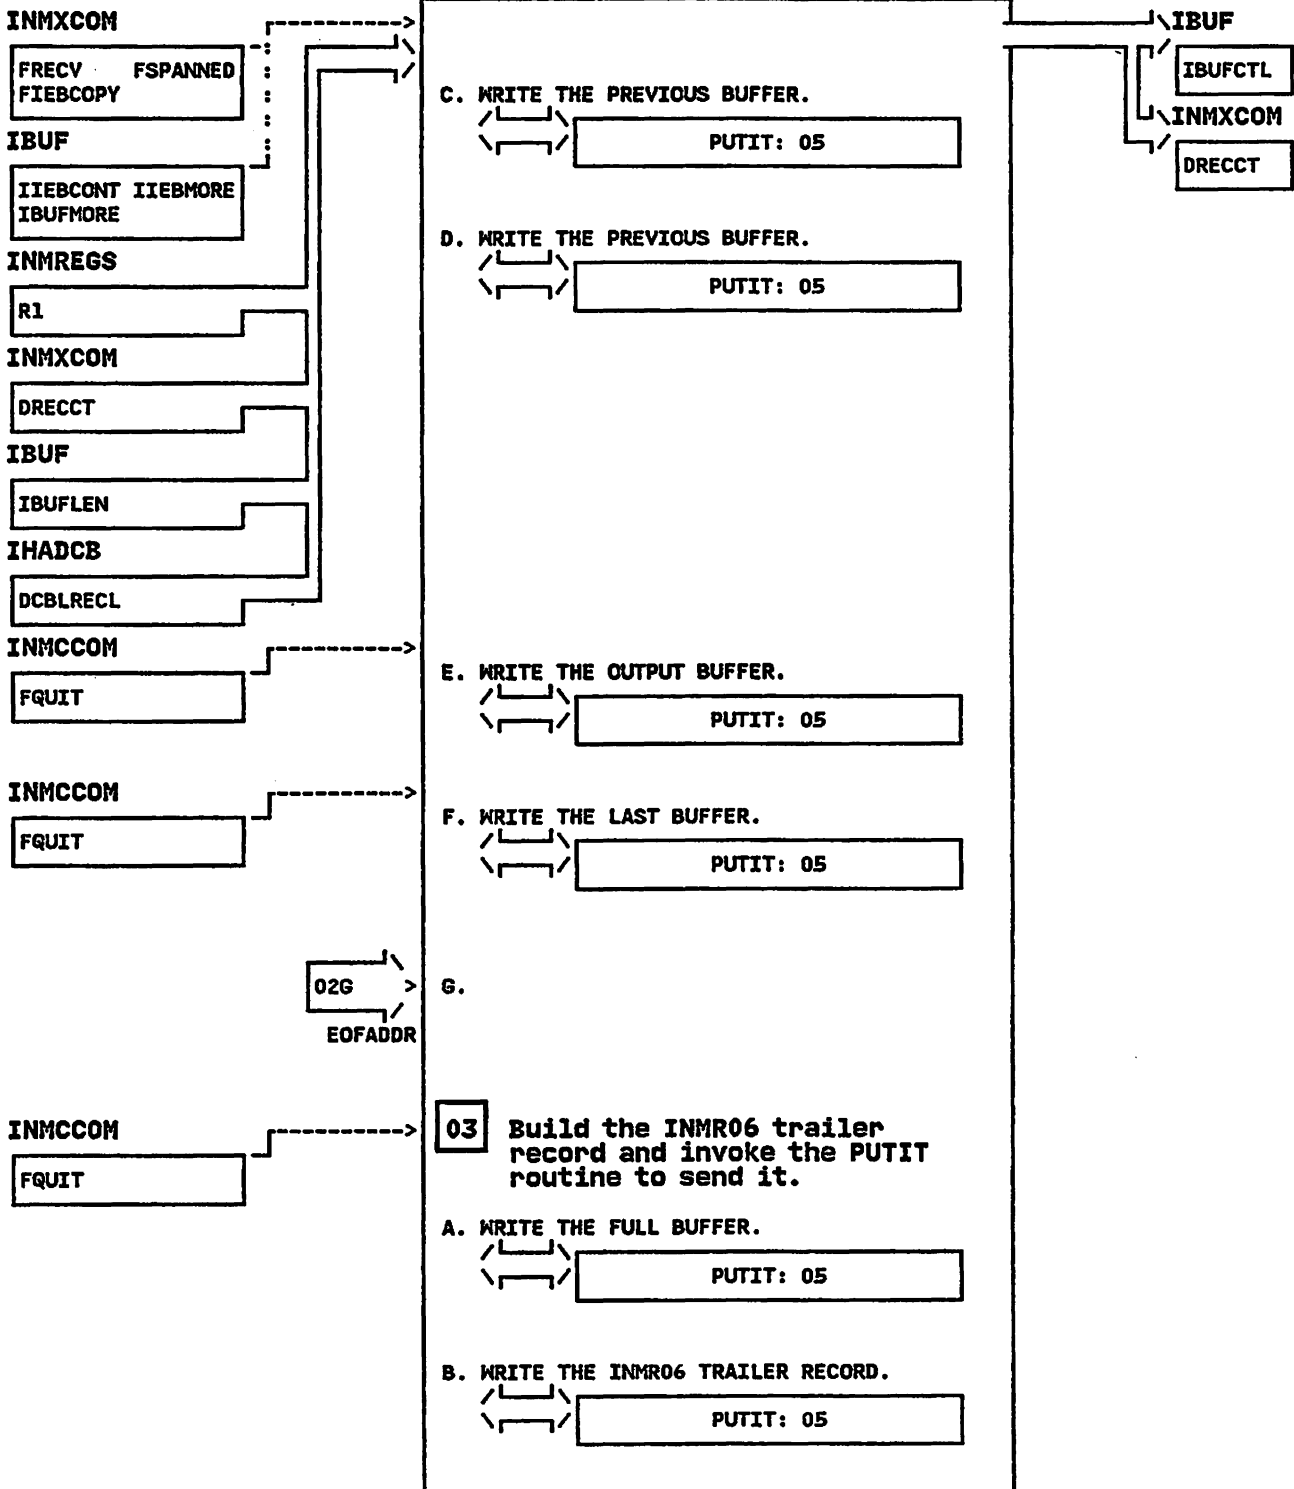 INMXCOM
FRECV FSPANNED
FIEBCOPY
IBUF
IIEBCONT IIEBMORE
IBUFMORE
INMREGS
R1
INMXCOM
DRECCT
IBUF
IBUFLEN
IHADCB
DCBLRECL
INMCCOM
FQUIT
INMCCOM
FQUIT
02G
EOFADDR
INMCCOM
FQUIT
C. WRITE THE PREVIOUS BUFFER.
PUTIT: 05
D. WRITE THE PREVIOUS BUFFER.
PUTIT: 05
E. WRITE THE OUTPUT BUFFER.
PUTIT: 05
F. WRITE THE LAST BUFFER.
PUTIT: 05
G.
03 Build the INMR06 trailer
record and invoke the PUTIT
routine to send it.
A. WRITE THE FULL BUFFER.
PUTIT: 05
B. WRITE THE INMR06 TRAILER RECORD.
PUTIT: 05
IBUF
IBUFCTL
INMXCOM
DRECCT